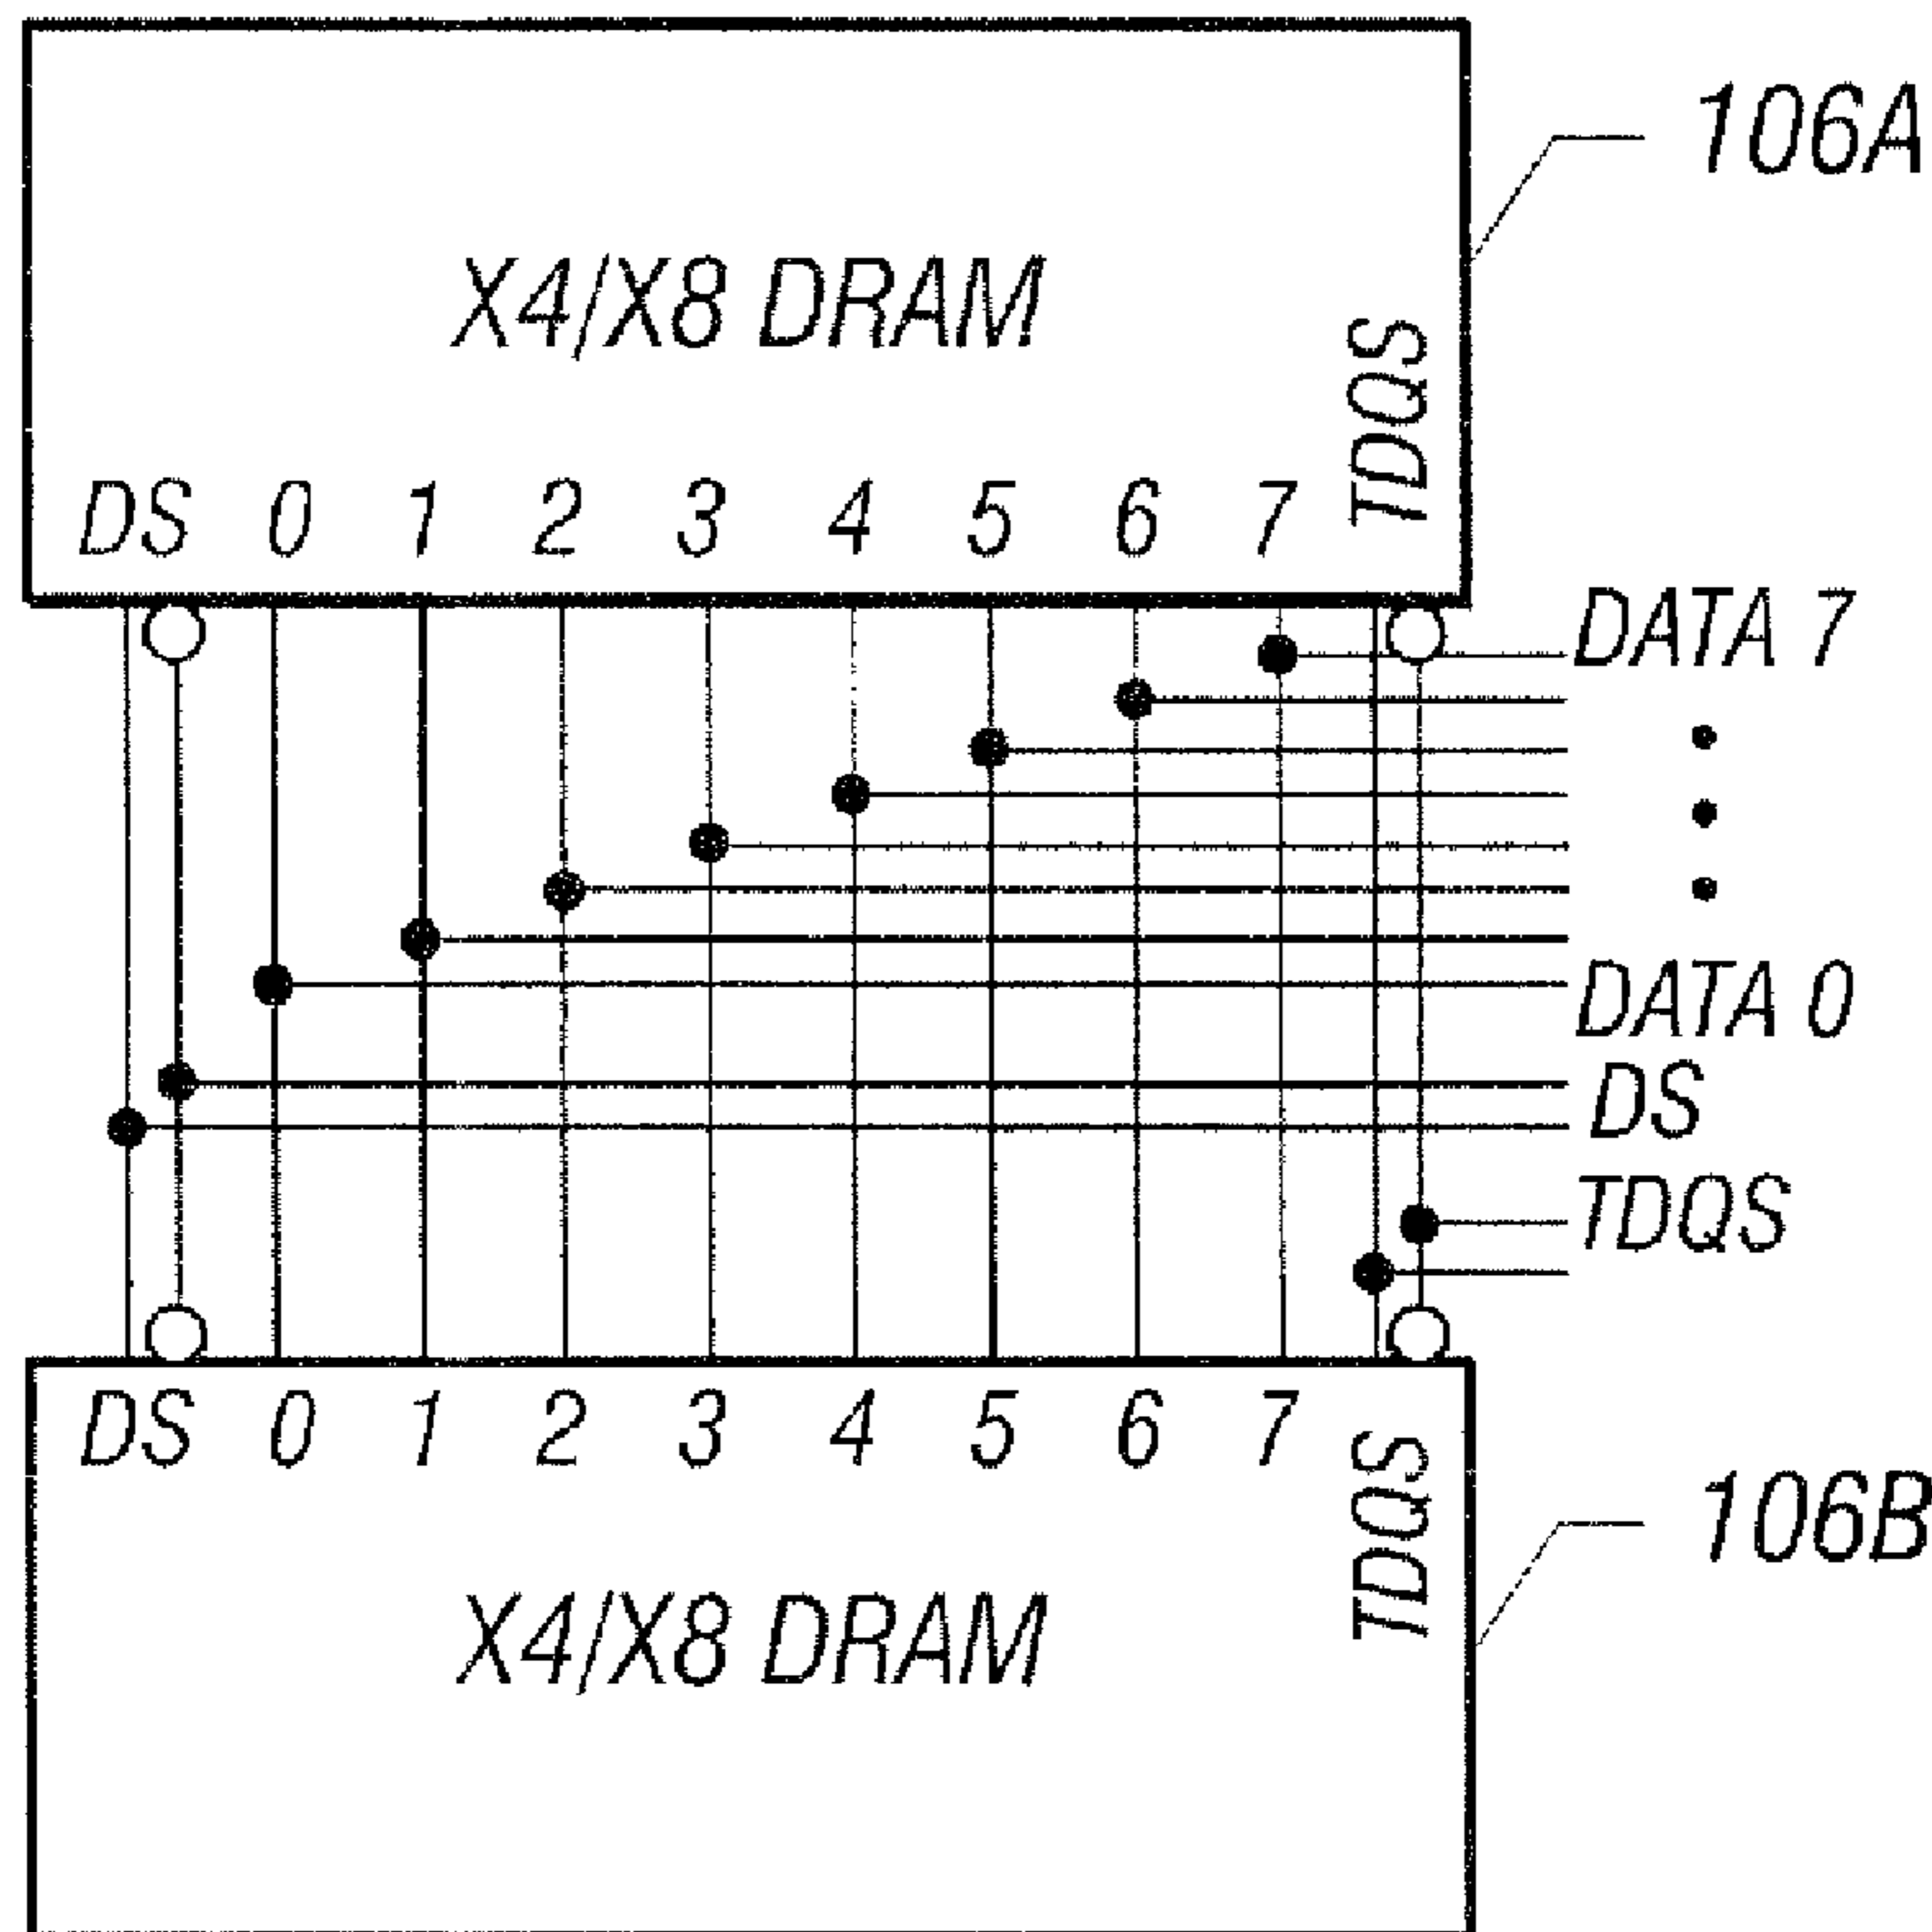 106A
X4/X8 DRAM
TDQS
DS 0 1 2 3 4 5 6 7
DATA 7
DATA 0
DS
TDQS
DS 0 1 2 3 4 5 6 7
TDQS
106B
X4/X8 DRAM